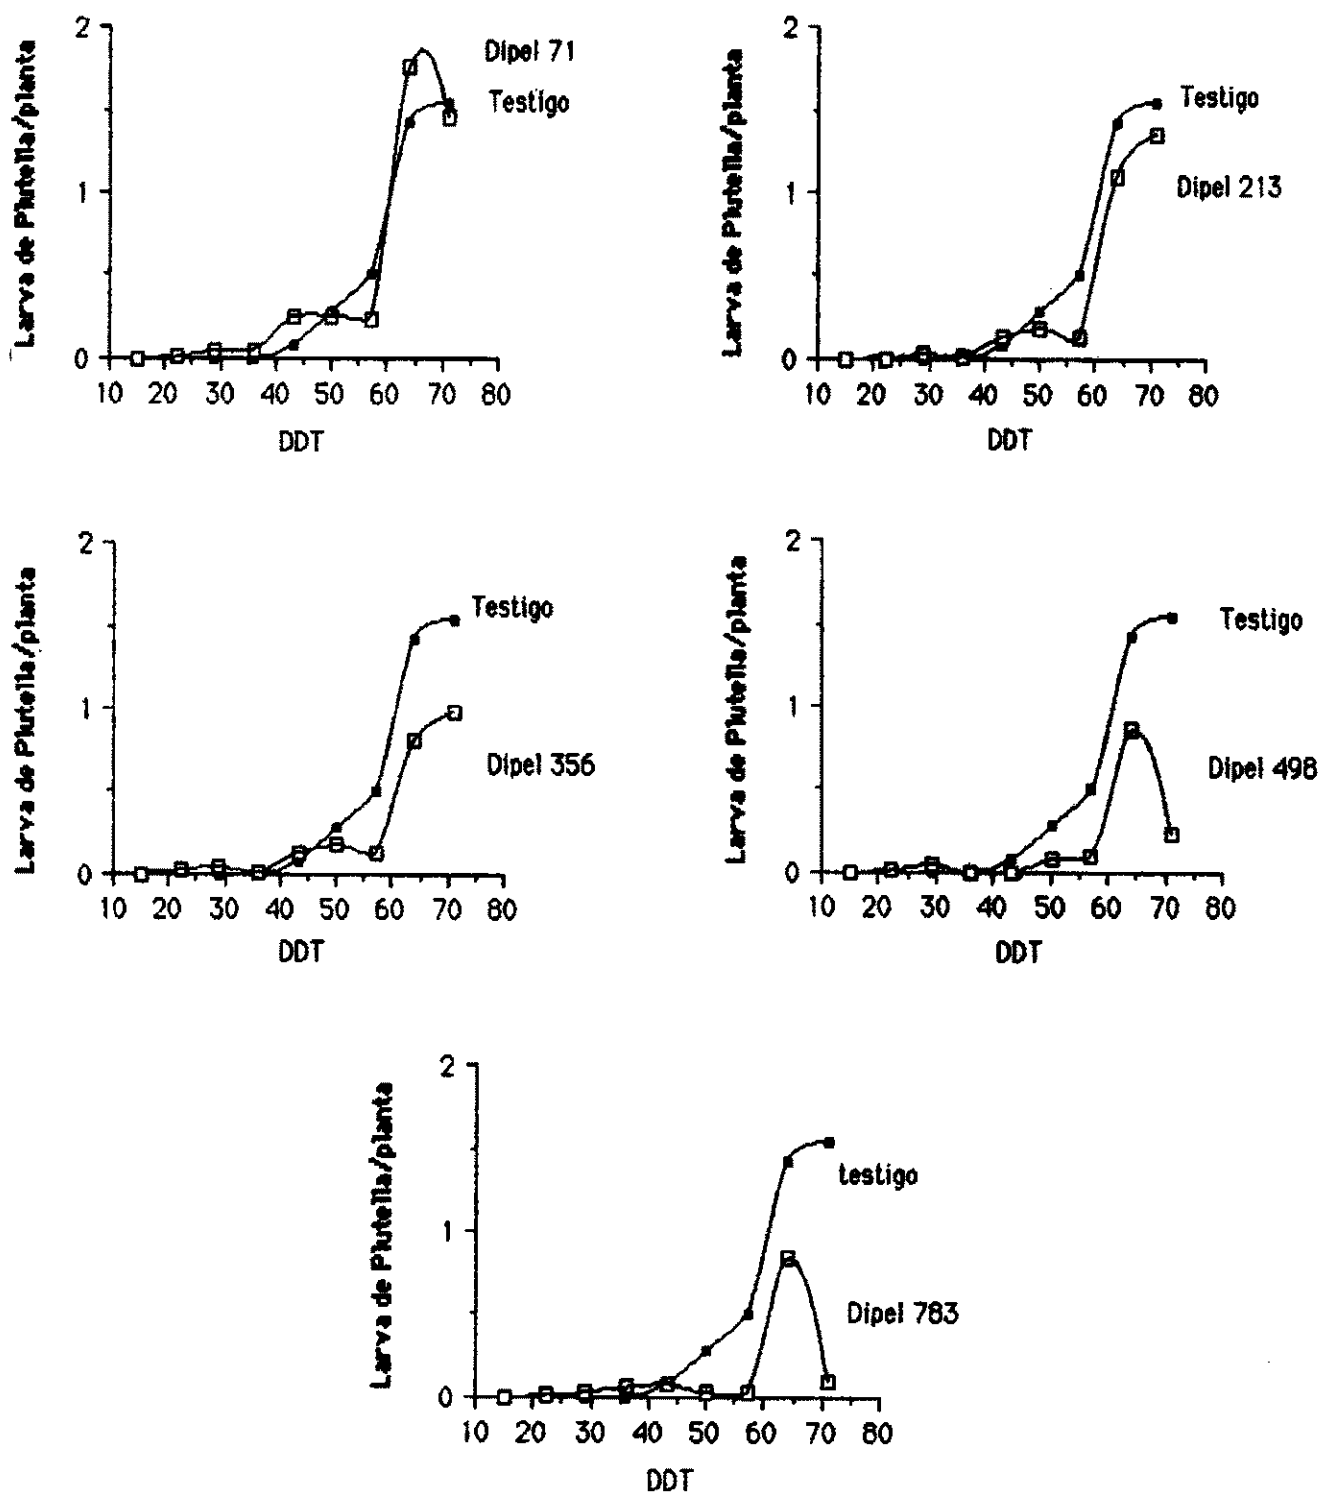 Larva de Plutella/planta
2
1
0
Dipel 71
Testigo
10 20 30 40 50 60 70 80
DDT
Larva de Plutella/planta
2
1
0
Testigo
Dipel 213
10 20 30 40 50 60 70 80
DDT
Larva de Plutella/planta
2
1
0
Testigo
Dipel 356
10 20 30 40 50 60 70 80
DDT
Larva de Plutella/planta
2
1
0
Testigo
Dipel 498
10 20 30 40 50 60 70 80
DDT
Larva de Plutella/planta
2
1
0
testigo
Dipel 783
10 20 30 40 50 60 70 80
DDT